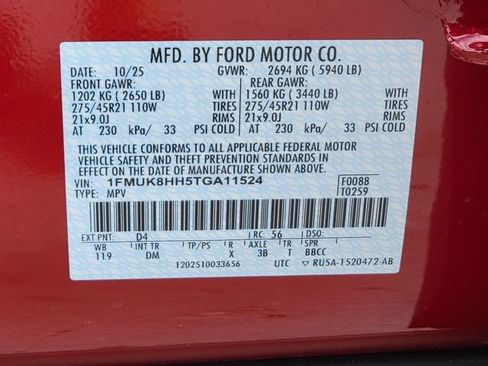 MFD. BY FORD MOTOR CO.
DATE: 10/25 GVWR: 2694 KG ( 5940 LB)
FRONT GAWR: REAR GAWR:
1202 KG ( 2650 LB) WITH 1560 KG ( 3440 LB) WITH
275/45R21 110W TIRES 275/45R21 110W TIRES
21x9.0J RIMS 21x9.0J RIMS
AT 230 kPa/ 33 PSI COLD AT 230 kPa/ 33 PSI COLD
THIS VEHICLE CONFORMS TO ALL APPLICABLE FEDERAL MOTOR
VEHICLE SAFETY AND THEFT PREVENTION STANDARDS IN
EFFECT ON THE DATE OF MANUFACTURE SHOWN ABOVE.
VIN: 1FMUK8HH5TGA11524 F0088
TYPE: MPV T0259
EXT PNT: D4 RC: 56 DSO:
WB INT TR TP/PS R AXLE TR SPR
119 DM X 3B T BBCC
1202510033656 UTC RU5A-1520472-AB